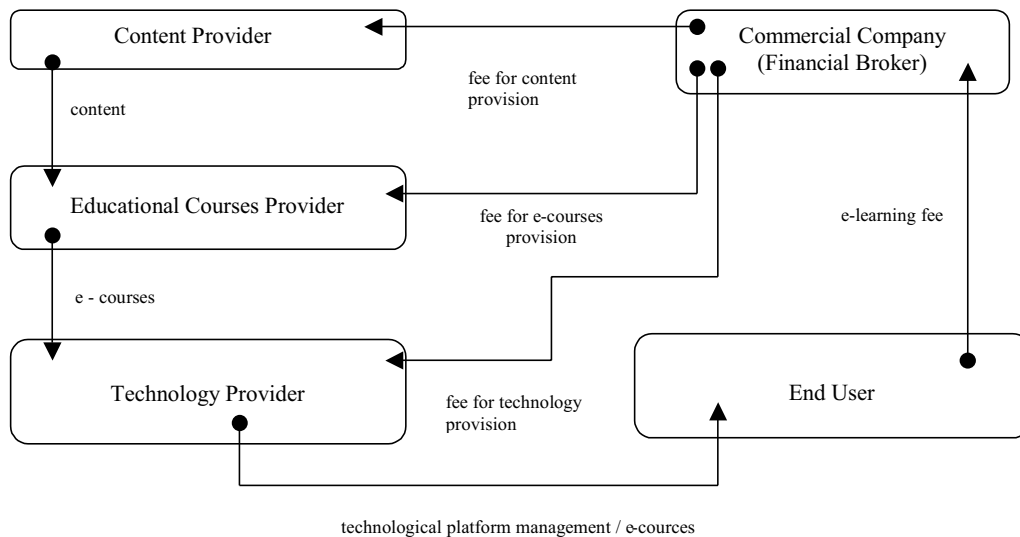 Content Provider
Commercial Company
(Financial Broker)
fee for content
provision
content
Educational Courses Provider
fee for e-courses
provision
e-learning fee
e - courses
Technology Provider
End User
fee for technology
provision
technological platform management / e-cources